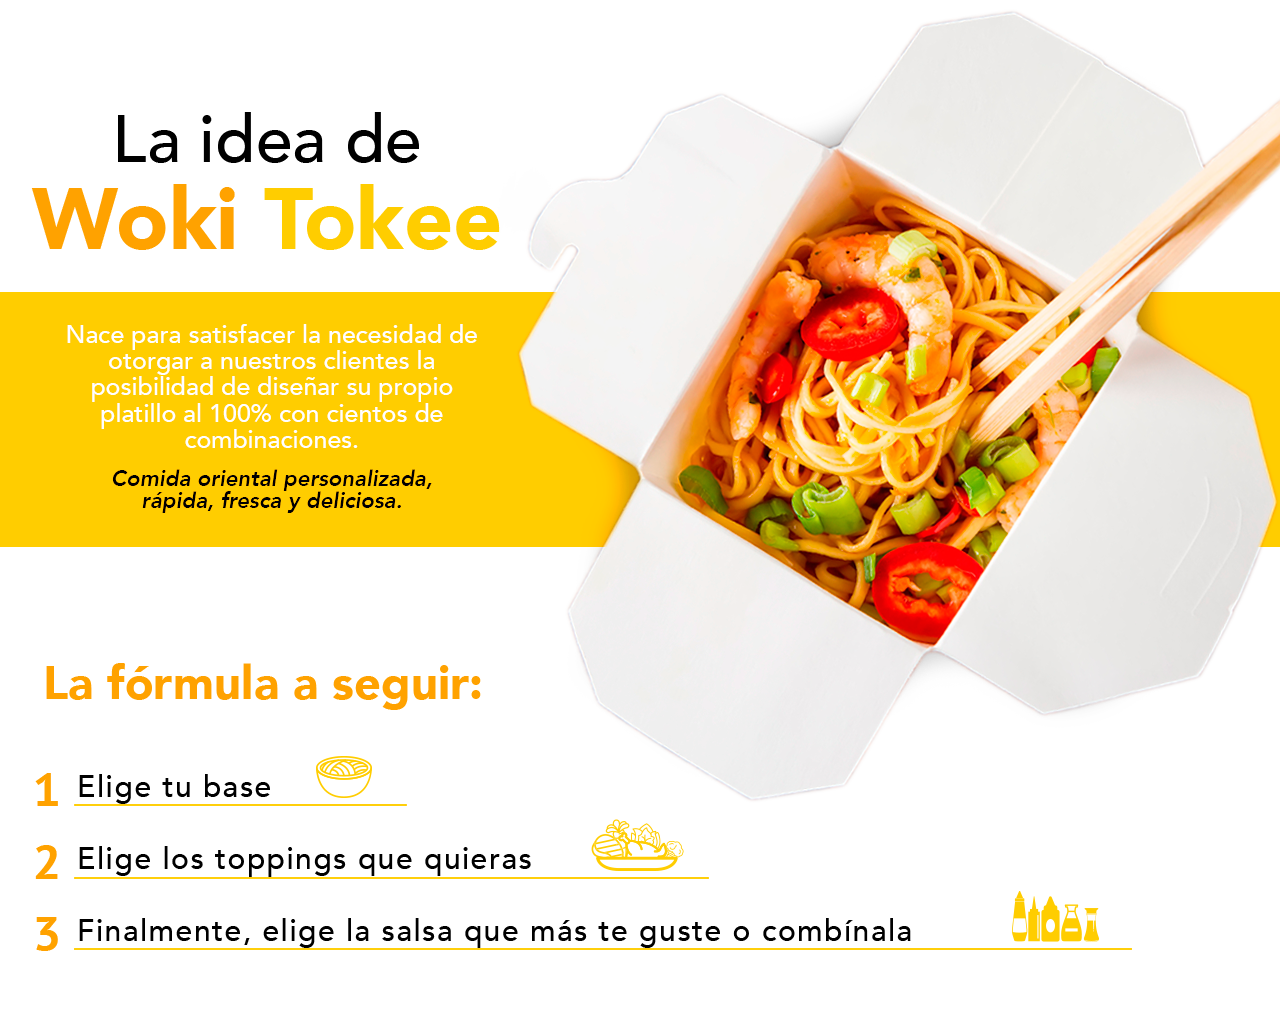 La idea de
Woki Tokee
Nace para satisfacer la necesidad de
otorgar a nuestros clientes la
posibilidad de diseñar su propio
platillo al 100% con cientos de
combinaciones.
Comida oriental personalizada,
rápida, fresca y deliciosa.
La fórmula a seguir:
1 Elige tu base
2 Elige los toppings que quieras
3 Finalmente, elige la salsa que más te guste o combínala